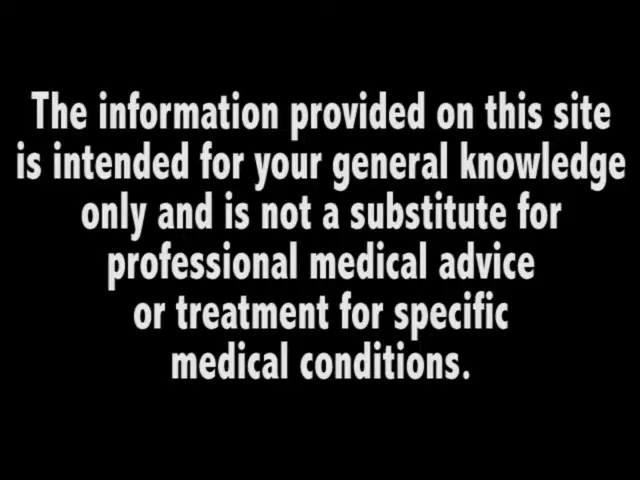 The information provided on this site
is intended for your general knowledge
only and is not a substitute for
professional medical advice
or treatment for specific
medical conditions.